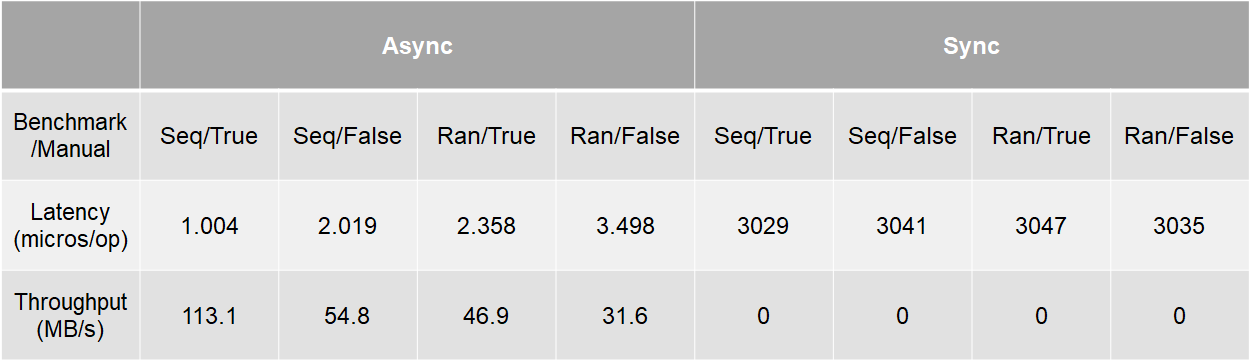 Async Sync
Benchmark
/Manual Seq/True Seq/False Ran/True Ran/False Seq/True Seq/False Ran/True Ran/False
Latency
(micros/op) 1.004 2.019 2.358 3.498 3029 3041 3047 3035
Throughput
(MB/s) 113.1 54.8 46.9 31.6 0 0 0 0